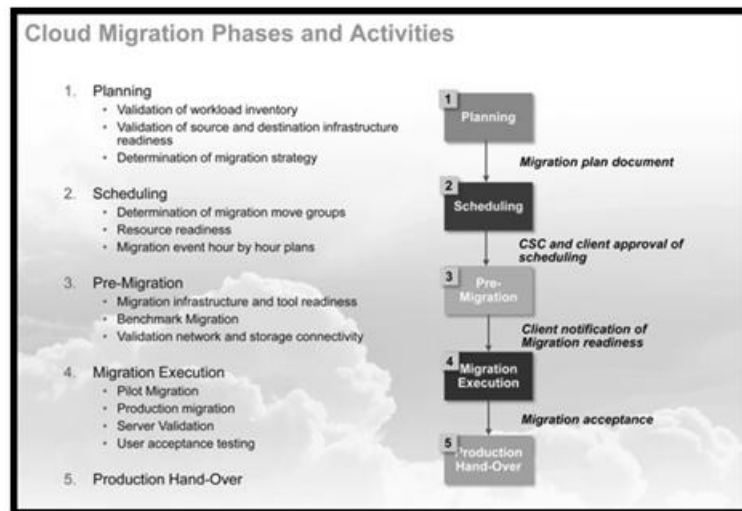 Cloud Migration Phases and Activities
1. Planning
• Validation of workload inventory
• Validation of source and destination infrastructure
readiness
• Determination of migration strategy
2. Scheduling
• Determination of migration move groups
• Resource readiness
• Migration event hour by hour plans
3. Pre-Migration
• Migration infrastructure and tool readiness
• Benchmark Migration
• Validation network and storage connectivity
4. Migration Execution
• Pilot Migration
• Production migration
• Server Validation
• User acceptance testing
5. Production Hand-Over
1
Planning
Migration plan document
2
Scheduling
CSC and client approval of
scheduling
3
Pre-
Migration
Client notification of
Migration readiness
4
Migration
Execution
Migration acceptance
5
Production
Hand-Over